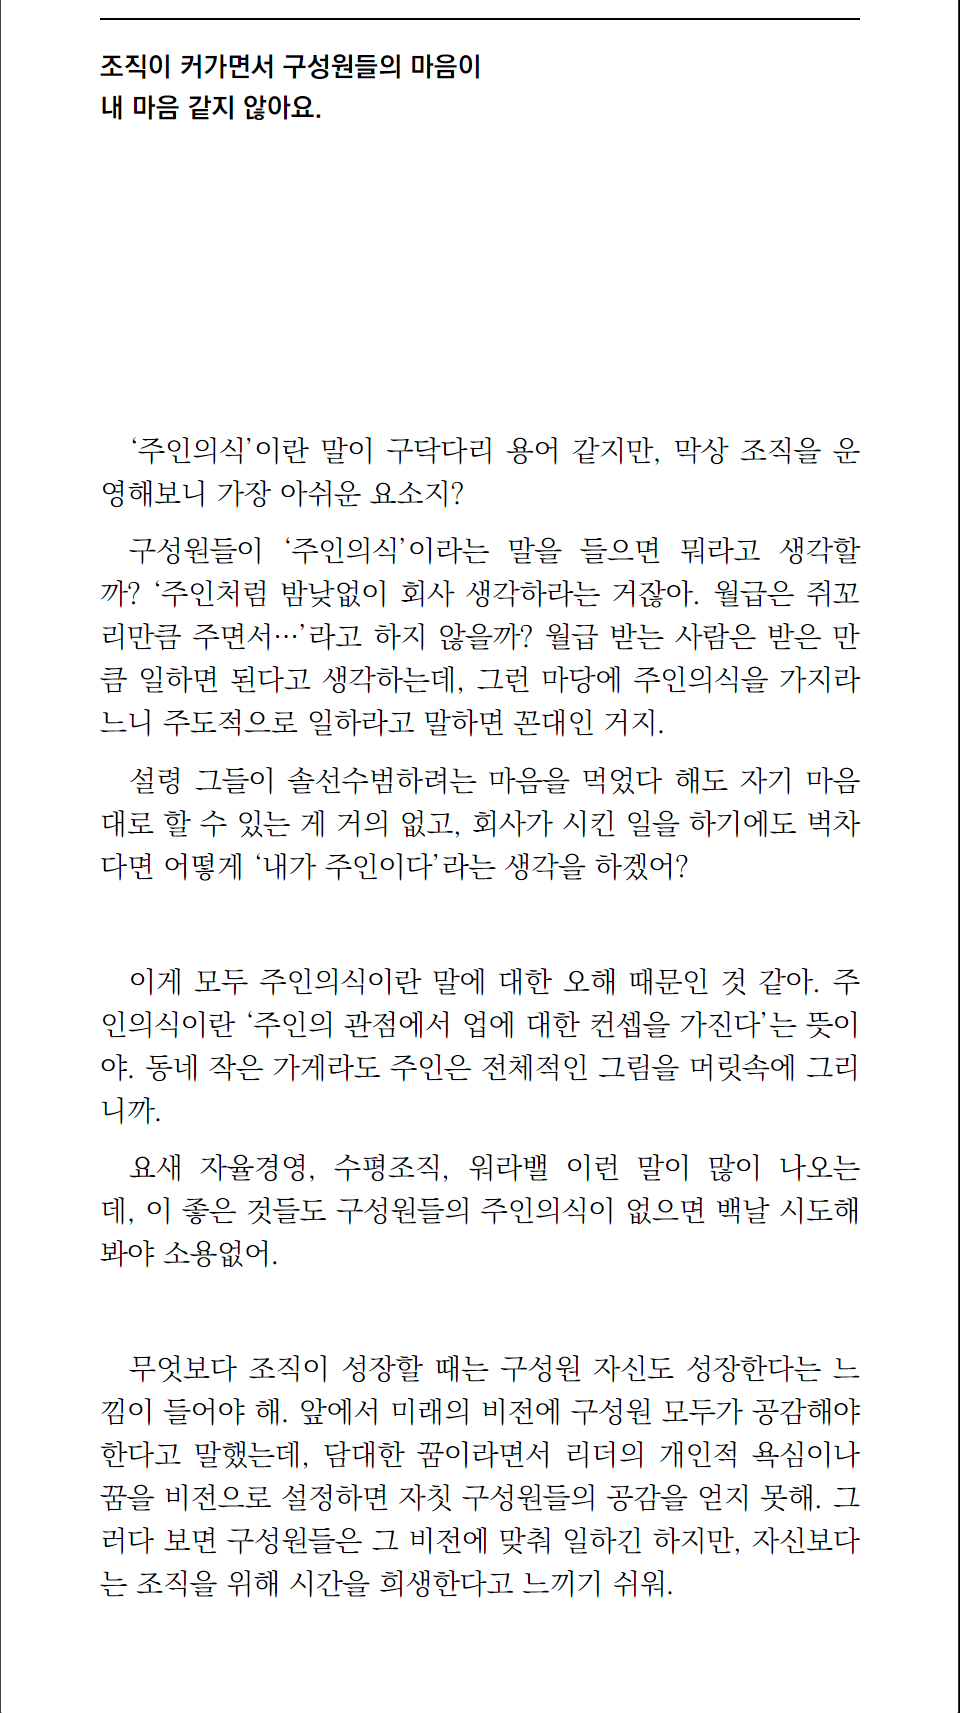 조직이 커가면서 구성원들의 마음이
내 마음 같지 않아요.
‘주인의식’이란 말이 구닥다리 용어 같지만, 막상 조직을 운
영해보니 가장 아쉬운 요소지?
구성원들이 ‘주인의식’이라는 말을 들으면 뭐라고 생각할
까? ‘주인처럼 밤낮없이 회사 생각하라는 거잖아. 월급은 쥐꼬
리만큼 주면서…’라고 하지 않을까? 월급 받는 사람은 받은 만
큼 일하면 된다고 생각하는데, 그런 마당에 주인의식을 가지라
느니 주도적으로 일하라고 말하면 꼰대인 거지.
설령 그들이 솔선수범하려는 마음을 먹었다 해도 자기 마음
대로 할 수 있는 게 거의 없고, 회사가 시킨 일을 하기에도 벅차
다면 어떻게 ‘내가 주인이다’라는 생각을 하겠어?
이게 모두 주인의식이란 말에 대한 오해 때문인 것 같아. 주
인의식이란 ‘주인의 관점에서 업에 대한 컨셉을 가진다’는 뜻이
야. 동네 작은 가게라도 주인은 전체적인 그림을 머릿속에 그리
니까.
요새 자율경영, 수평조직, 워라밸 이런 말이 많이 나오는
데, 이 좋은 것들도 구성원들의 주인의식이 없으면 백날 시도해
봐야 소용없어.
무엇보다 조직이 성장할 때는 구성원 자신도 성장한다는 느
낌이 들어야 해. 앞에서 미래의 비전에 구성원 모두가 공감해야
한다고 말했는데, 담대한 꿈이라면서 리더의 개인적 욕심이나
꿈을 비전으로 설정하면 자칫 구성원들의 공감을 얻지 못해. 그
러다 보면 구성원들은 그 비전에 맞춰 일하긴 하지만, 자신보다
는 조직을 위해 시간을 희생한다고 느끼기 쉬워.